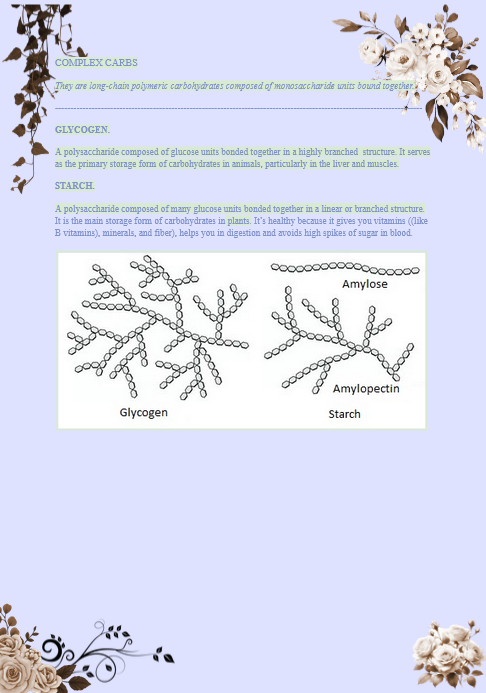 COMPLEX CARBS
They are long-chain polymeric carbohydrates composed of monosaccharide units bound together.
GLYCOGEN.
A polysaccharide composed of glucose units bonded together in a highly branched structure. It serves
as the primary storage form of carbohydrates in animals, particularly in the liver and muscles.
STARCH.
A polysaccharide composed of many glucose units bonded together in a linear or branched structure.
It is the main storage form of carbohydrates in plants. It's healthy because it gives you vitamins ((like
B vitamins), minerals, and fiber), helps you in digestion and avoids high spikes of sugar in blood.
Amylose
Amylopectin
Glycogen
Starch